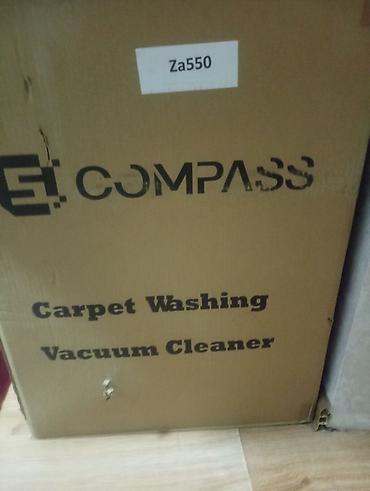 Za550
COMPASS
Carpet Washing
Vacuum Cleaner